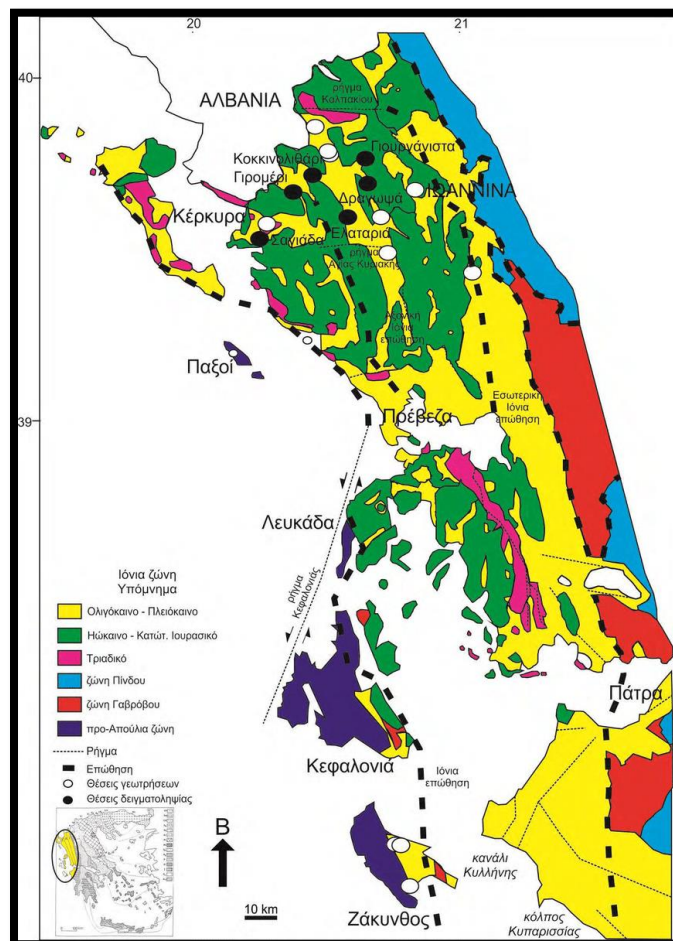 20
21
40
ΑΛΒΑΝΙΑ
ρήγμα
Καλπακίου
Γιουργάνιστα
Κοκκινολιθάρι
Γιρομέρι
ΙΩΑΝΝΙΝΑ
Δραγωψά
Κέρκυρα
Ελαταριά
Σαγιάδα
ρήγμα
Αγίας Κυριακής
Αξονική
Ιόνια
επώθηση
Παξοί
Εσωτερική
Ιόνια
επώθηση
39
Πρέβεζα
Λευκάδα
ρήγμα
Κεφαλονιάς
Ιόνια ζώνη
Υπόμνημα
Ολιγόκαινο - Πλειόκαινο
Ηώκαινο - Κατώτ. Ιουρασικό
Τριαδικό
ζώνη Πίνδου
ζώνη Γαβρόβου
προ-Απούλια ζώνη
Ρήγμα
Επώθηση
Θέσεις γεωτρήσεων
Θέσεις δειγματοληψίας
Πάτρα
Κεφαλονιά
Ιόνια
επώθηση
Β
10 km
κανάλι
Κυλλήνης
Ζάκυνθος
κόλπος
Κυπαρισσίας